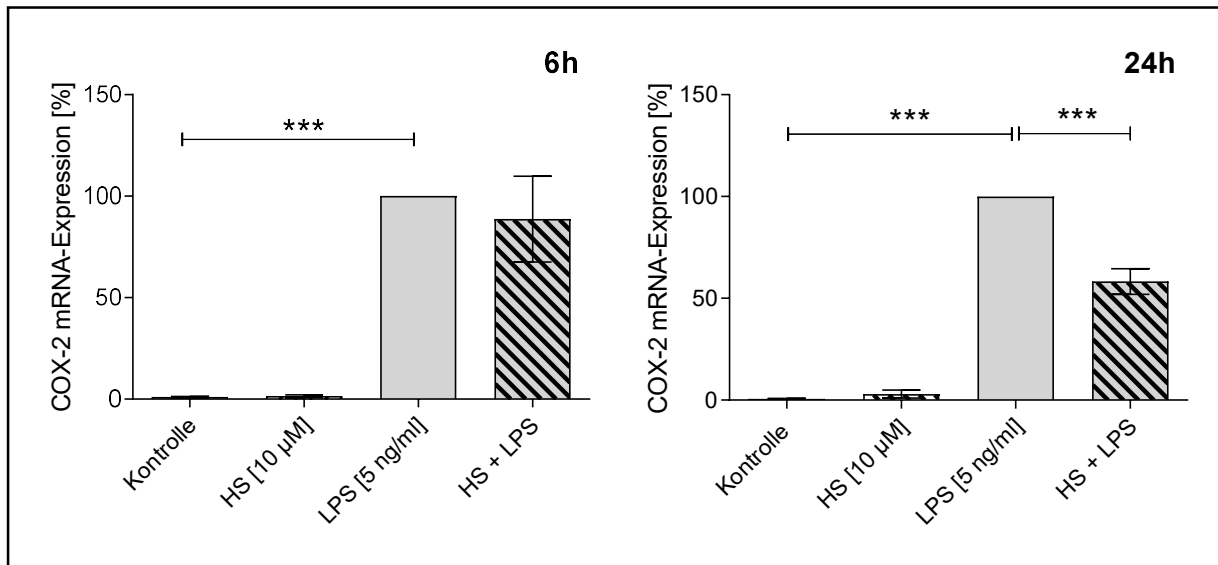 6h
COX-2 mRNA-Expression [%]
150
100
50
0
***
Kontrolle
HS [10 µM]
LPS [5 ng/ml]
HS + LPS
24h
COX-2 mRNA-Expression [%]
150
100
50
0
***
***
Kontrolle
HS [10 µM]
LPS [5 ng/ml]
HS + LPS